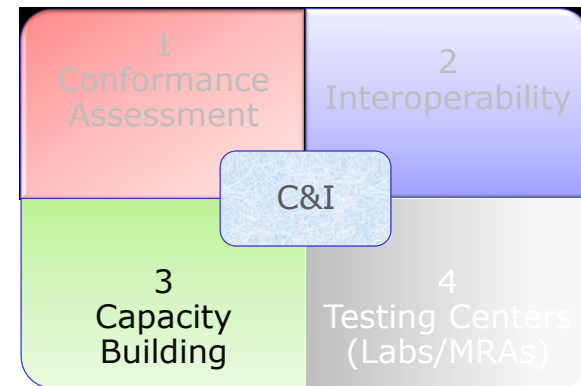 1
Conformance
Assessment
2
Interoperability
C&I
3
Capacity
Building
4
Testing Centers
(Labs/MRAs)